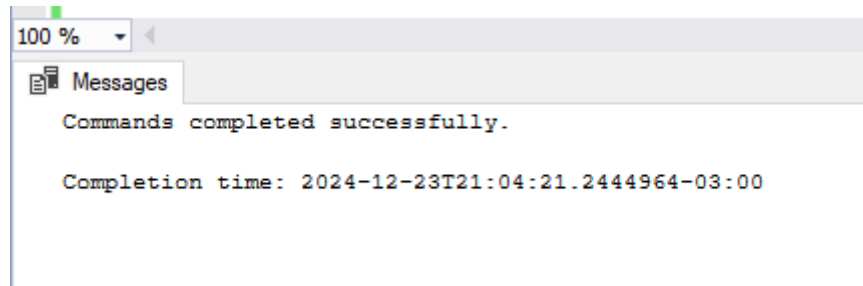 100 %
Messages
Commands completed successfully.
Completion time: 2024-12-23T21:04:21.2444964-03:00